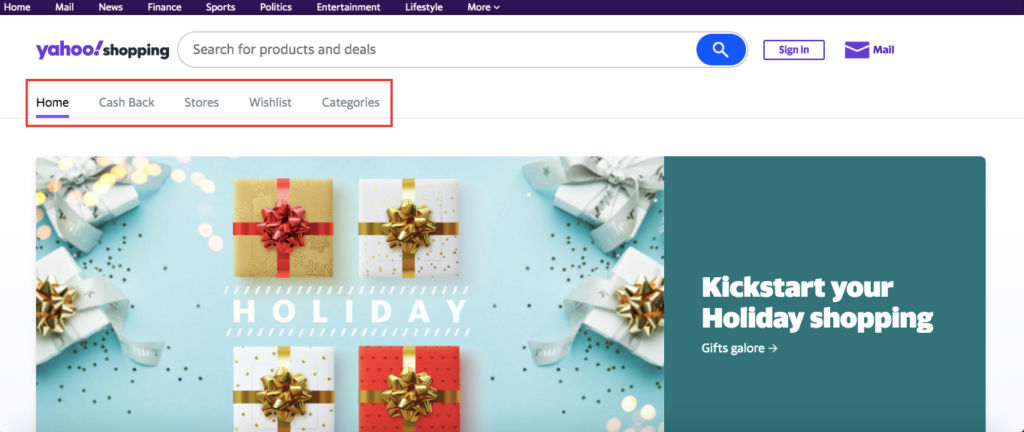 Home Mail News Finance Sports Politics Entertainment Lifestyle More
yahoo!shopping Search for products and deals Sign in Mail
Home Cash Back Stores Wishlist Categories
HOLIDAY
Kickstart your
Holiday shopping
Gifts galore →